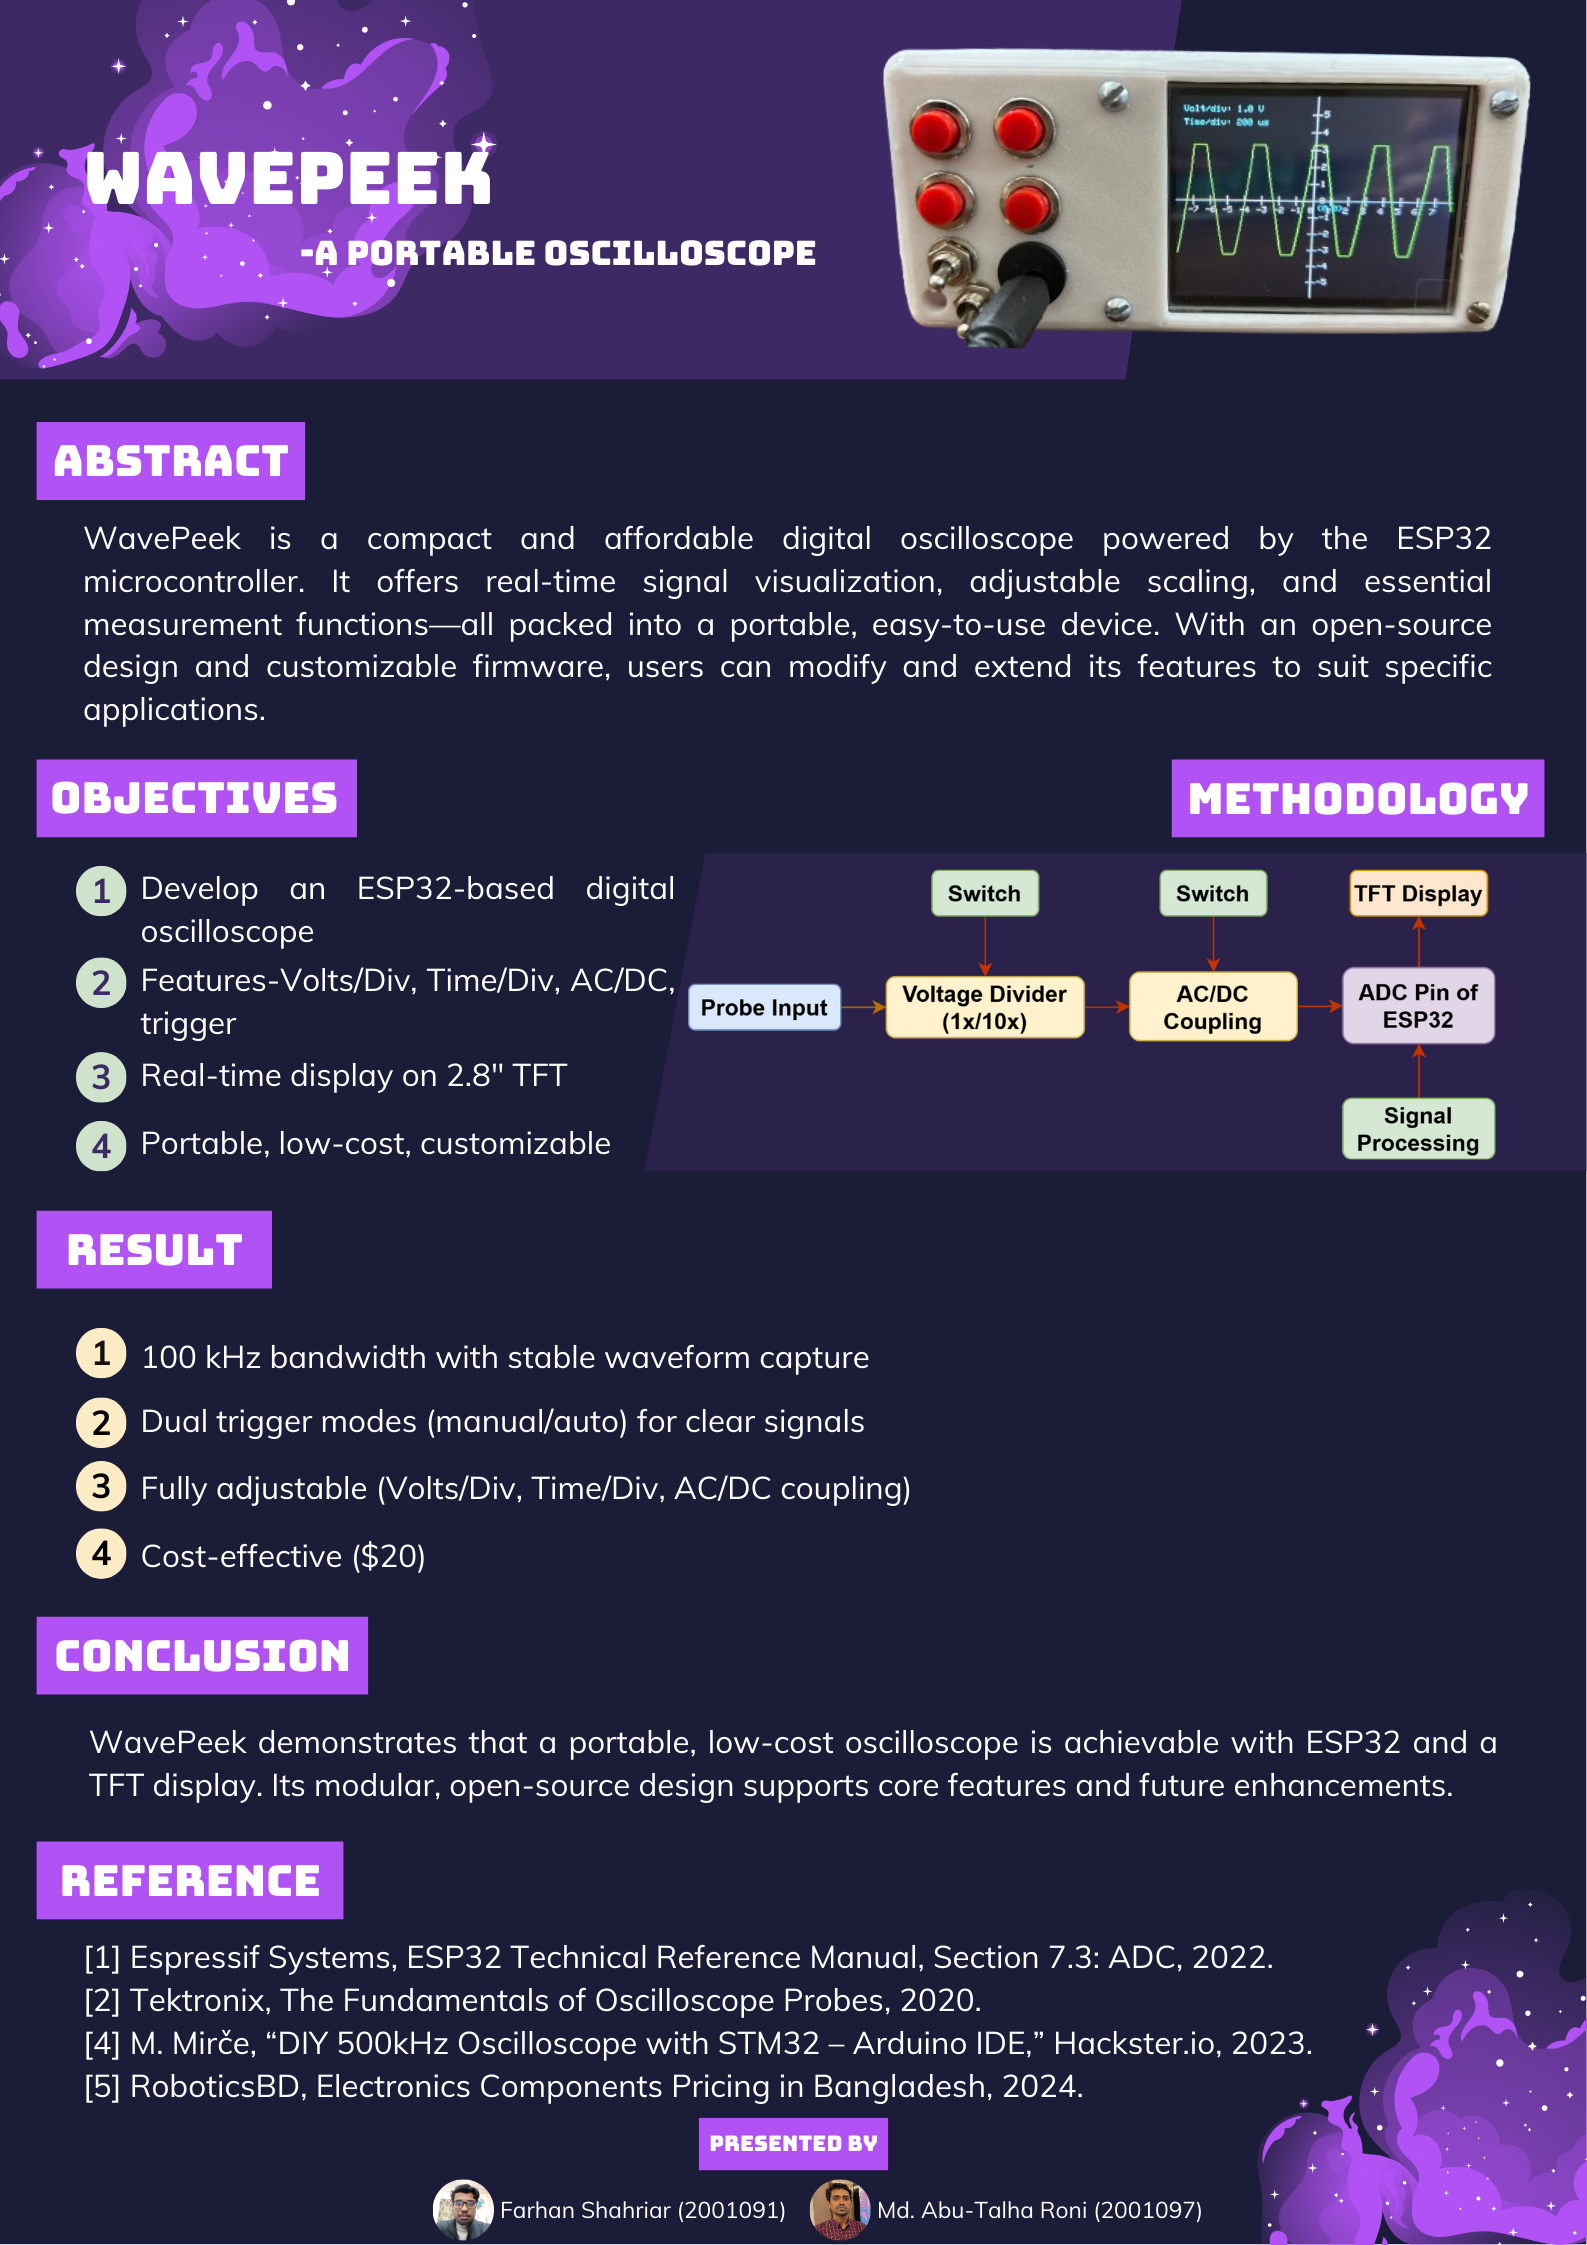 WAVEPEEK
-A PORTABLE OSCILLOSCOPE
Volt/div: 1.0 V
Time/div: 200 us
ABSTRACT
WavePeek is a compact and affordable digital oscilloscope powered by the ESP32
microcontroller. It offers real-time signal visualization, adjustable scaling, and essential
measurement functions—all packed into a portable, easy-to-use device. With an open-source
design and customizable firmware, users can modify and extend its features to suit specific
applications.
OBJECTIVES
1 Develop an ESP32-based digital
oscilloscope
2 Features-Volts/Div, Time/Div, AC/DC,
trigger
3 Real-time display on 2.8" TFT
4 Portable, low-cost, customizable
METHODOLOGY
Switch
Switch
TFT Display
Probe Input
Voltage Divider
(1x/10x)
AC/DC
Coupling
ADC Pin of
ESP32
Signal
Processing
RESULT
1 100 kHz bandwidth with stable waveform capture
2 Dual trigger modes (manual/auto) for clear signals
3 Fully adjustable (Volts/Div, Time/Div, AC/DC coupling)
4 Cost-effective ($20)
CONCLUSION
WavePeek demonstrates that a portable, low-cost oscilloscope is achievable with ESP32 and a
TFT display. Its modular, open-source design supports core features and future enhancements.
REFERENCE
[1] Espressif Systems, ESP32 Technical Reference Manual, Section 7.3: ADC, 2022.
[2] Tektronix, The Fundamentals of Oscilloscope Probes, 2020.
[4] M. Mirče, “DIY 500kHz Oscilloscope with STM32 – Arduino IDE,” Hackster.io, 2023.
[5] RoboticsBD, Electronics Components Pricing in Bangladesh, 2024.
PRESENTED BY
Farhan Shahriar (2001091)
Md. Abu-Talha Roni (2001097)